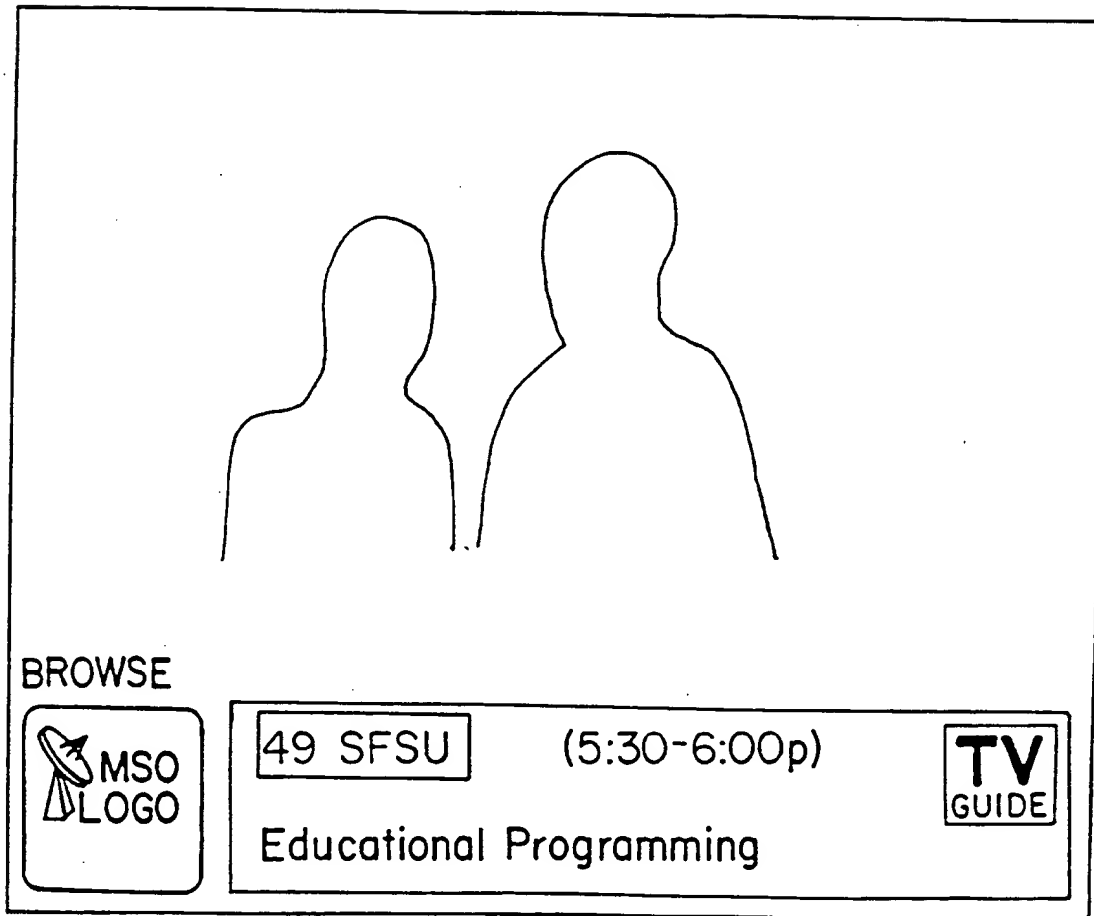 BROWSE
MSO
LOGO
49 SFSU (5:30-6:00p)
Educational Programming
TV
GUIDE